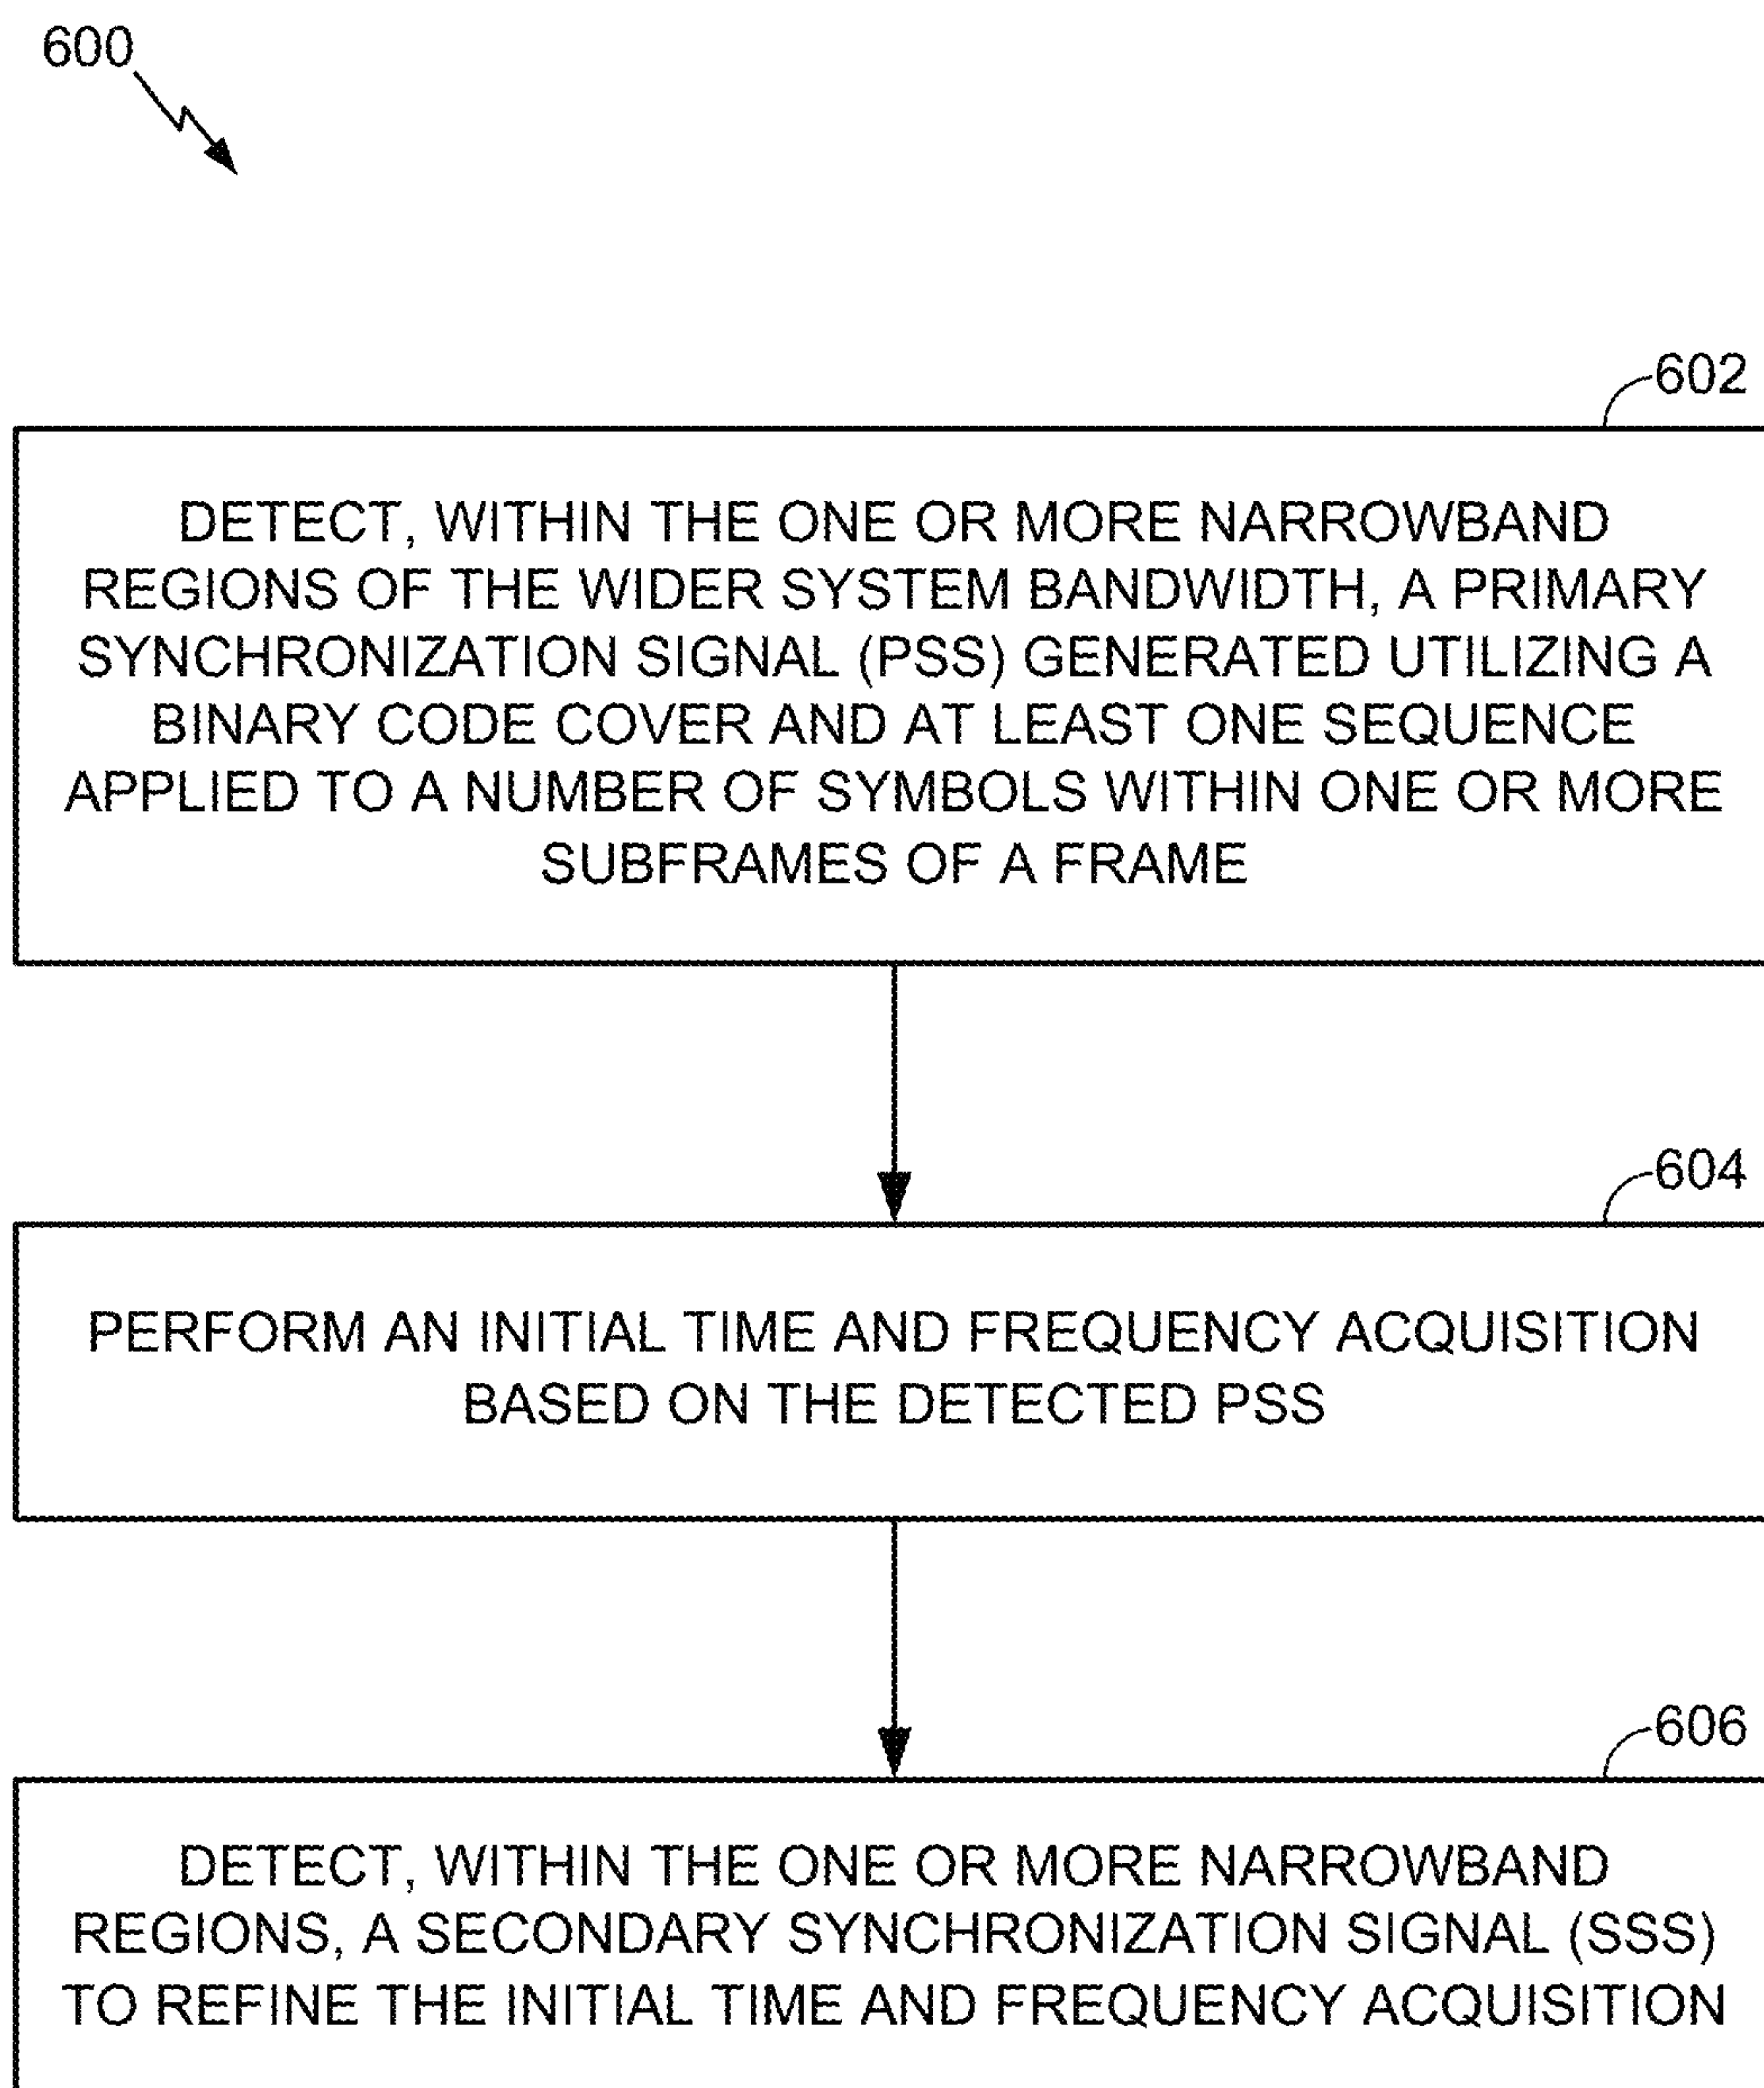 600
602
DETECT, WITHIN THE ONE OR MORE NARROWBAND
REGIONS OF THE WIDER SYSTEM BANDWIDTH, A PRIMARY
SYNCHRONIZATION SIGNAL (PSS) GENERATED UTILIZING A
BINARY CODE COVER AND AT LEAST ONE SEQUENCE
APPLIED TO A NUMBER OF SYMBOLS WITHIN ONE OR MORE
SUBFRAMES OF A FRAME
604
PERFORM AN INITIAL TIME AND FREQUENCY ACQUISITION
BASED ON THE DETECTED PSS
606
DETECT, WITHIN THE ONE OR MORE NARROWBAND
REGIONS, A SECONDARY SYNCHRONIZATION SIGNAL (SSS)
TO REFINE THE INITIAL TIME AND FREQUENCY ACQUISITION